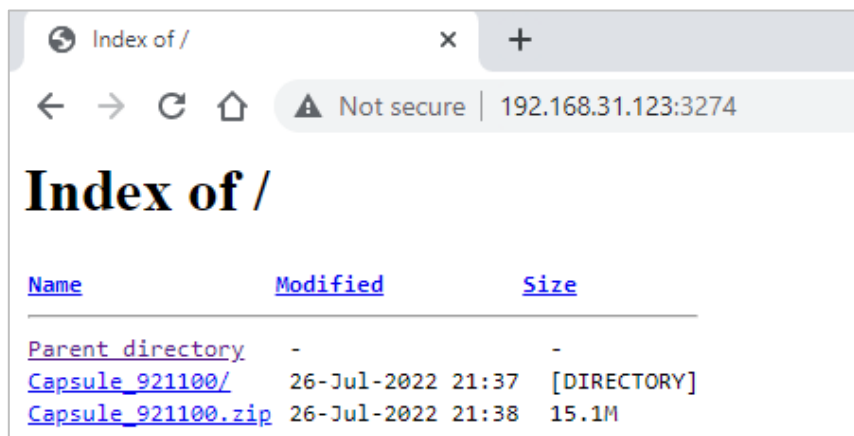 Index of /
Not secure 192.168.31.123:3274
Index of /
Name Modified Size
Parent directory - -
Capsule_921100/ 26-Jul-2022 21:37 [DIRECTORY]
Capsule_921100.zip 26-Jul-2022 21:38 15.1M